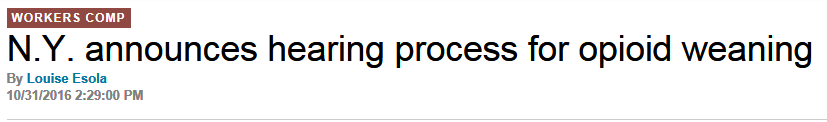 WORKERS COMP
N.Y. announces hearing process for opioid weaning
By Louise Esola
10/31/2016 2:29:00 PM